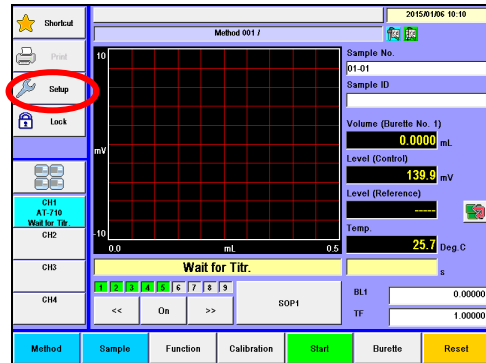 Shortcut
2015/01/06 10:10
Method 001 /
Print
Setup
Lock
CH1
AT-710
Wait for Titr.
CH2
CH3
CH4
10
mV
-10
0.0 mL 0.5
Wait for Titr.
1 2 3 4 5 6 7 8 9
<< On >>
SOP1
Sample No.
01-01
Sample ID
Volume (Burette No. 1)
0.0000 mL
Level (Control)
139.9 mV
Level (Reference)
-----
Temp.
25.7 Deg.C
s
BL1 0.00000
TF 1.00000
Method Sample Function Calibration Start Burette Reset